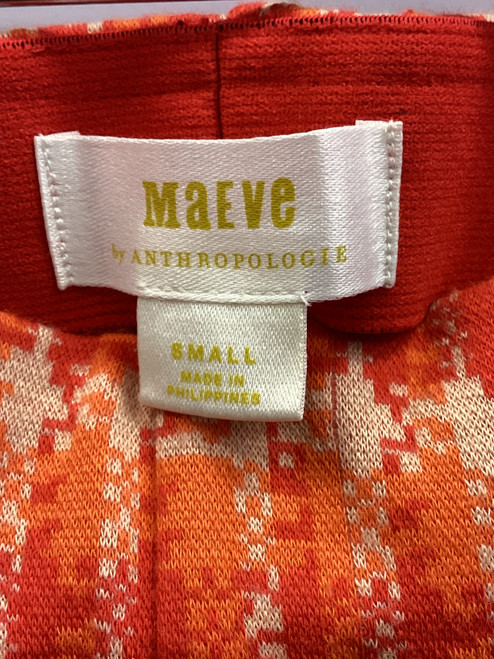 MaEve
by ANTHROPOLOGIE
SMALL
MADE IN
PHILIPPINES